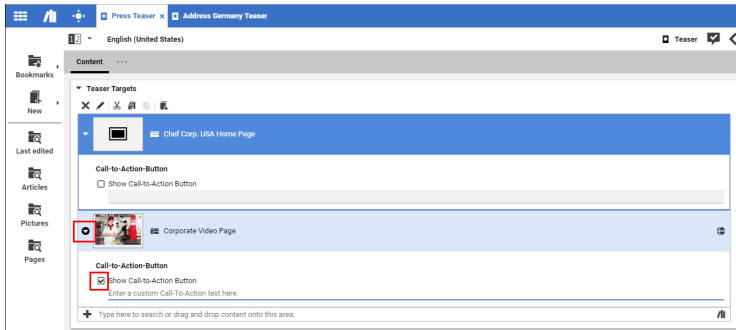 Press Teaser ×
Address Germany Teaser
1 2
English (United States)
Teaser
Bookmarks
Content ...
Teaser Targets
New
Chef Corp. USA Home Page
Last edited
Call-to-Action-Button
Show Call-to-Action Button
Articles
Pictures
Corporate Video Page
Pages
Call-to-Action-Button
Show Call-to-Action Button
Enter a custom Call-To-Action text here.
Type here to search or drag and drop content onto this area.